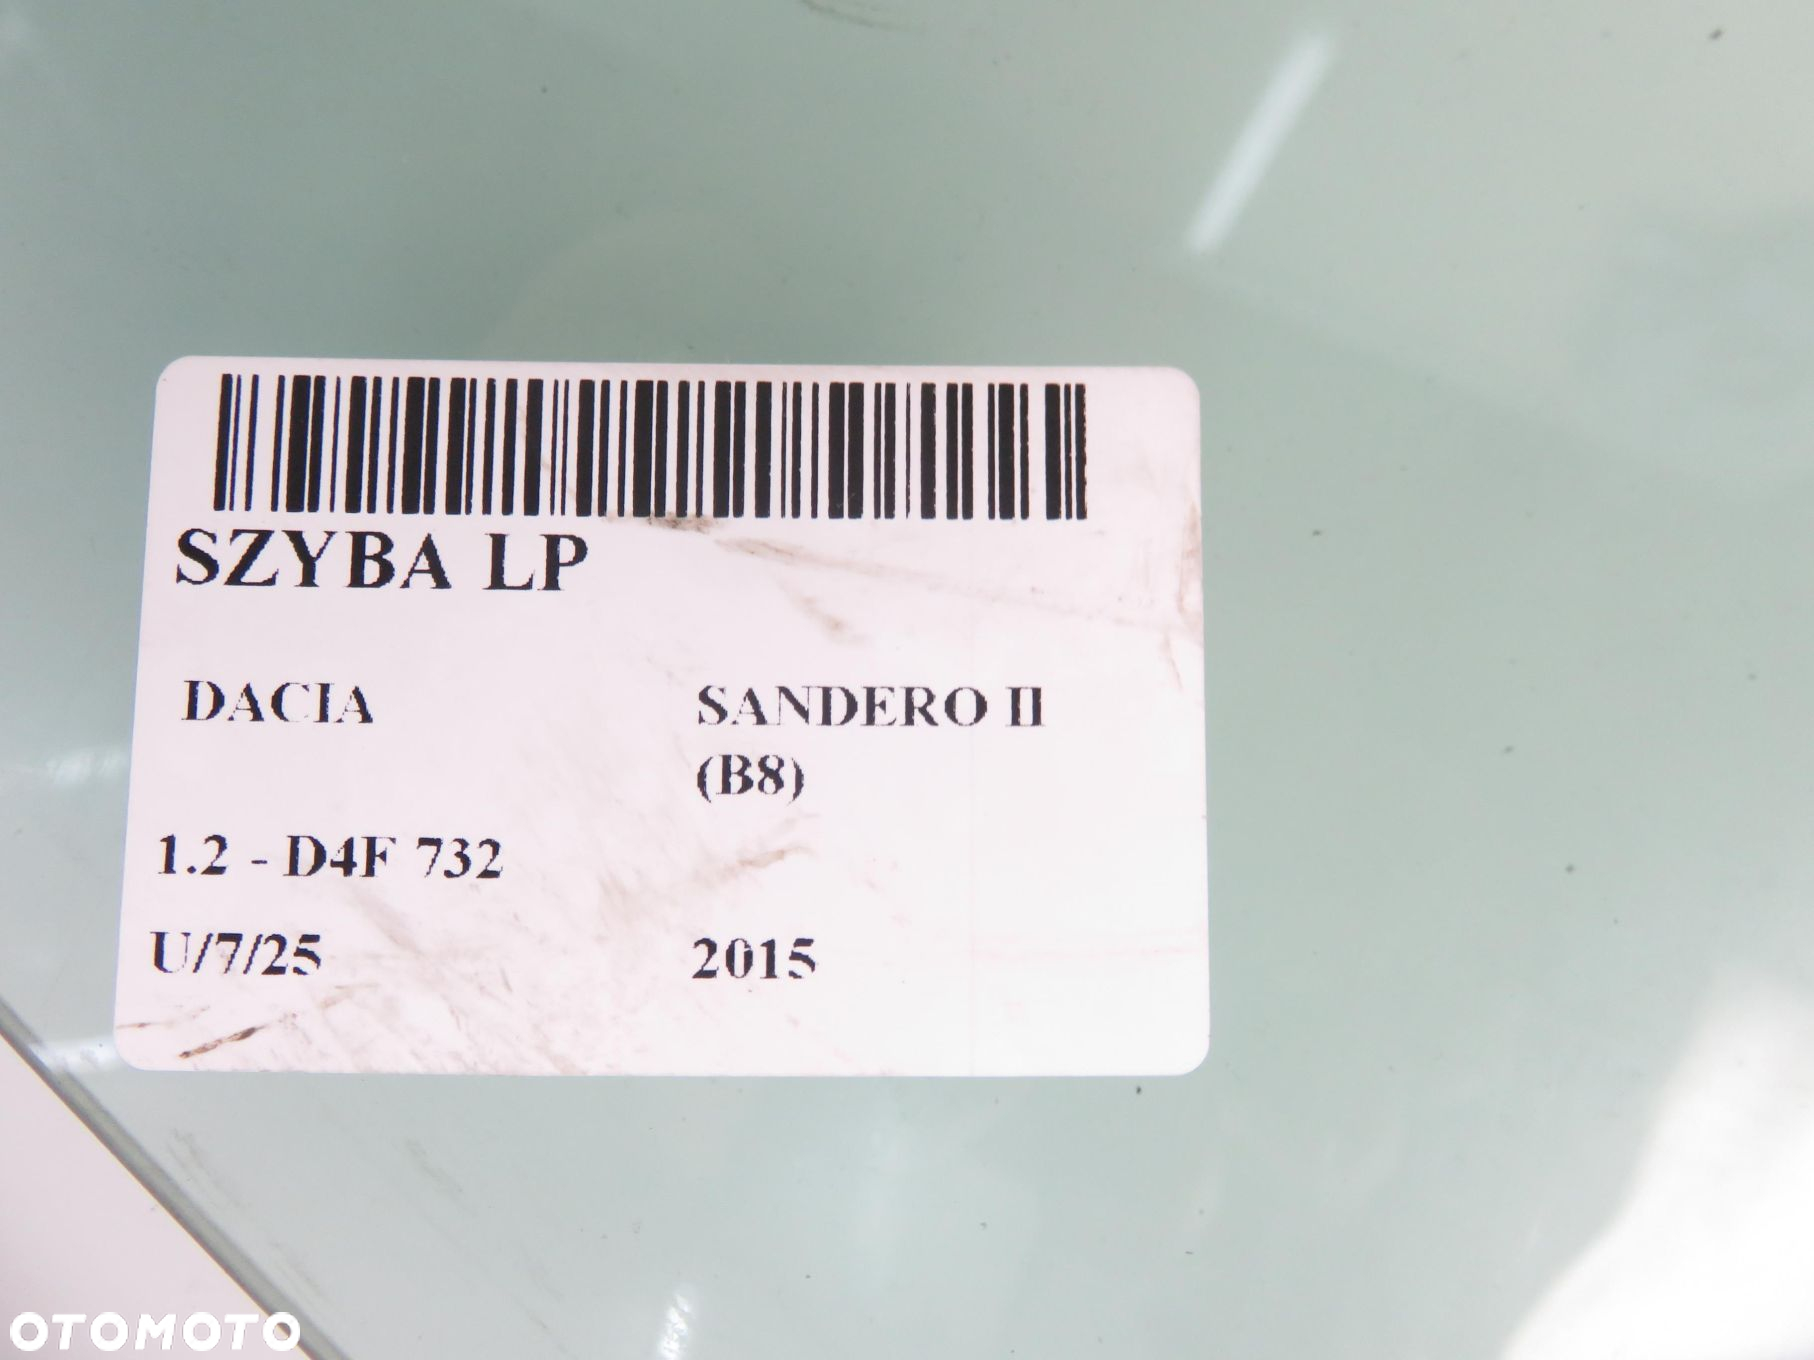 SZYBA LP
DACIA SANDERO II
(B8)
1.2 - D4F 732
U/7/25 2015
OTOMOTO